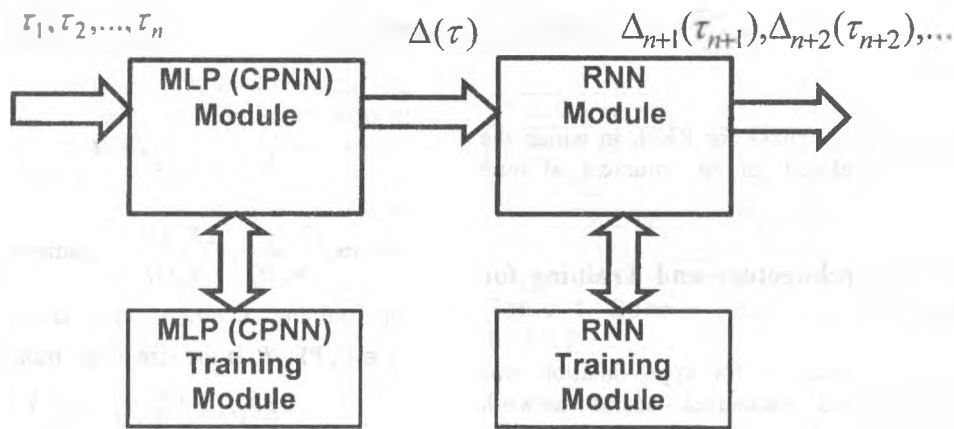 τ₁,τ₂,...,τₙ
Δ(τ)
Δₙ₊₁(τₙ₊₁),Δₙ₊₂(τₙ₊₂),...
MLP (CPNN)
Module
RNN
Module
MLP (CPNN)
Training
Module
RNN
Training
Module